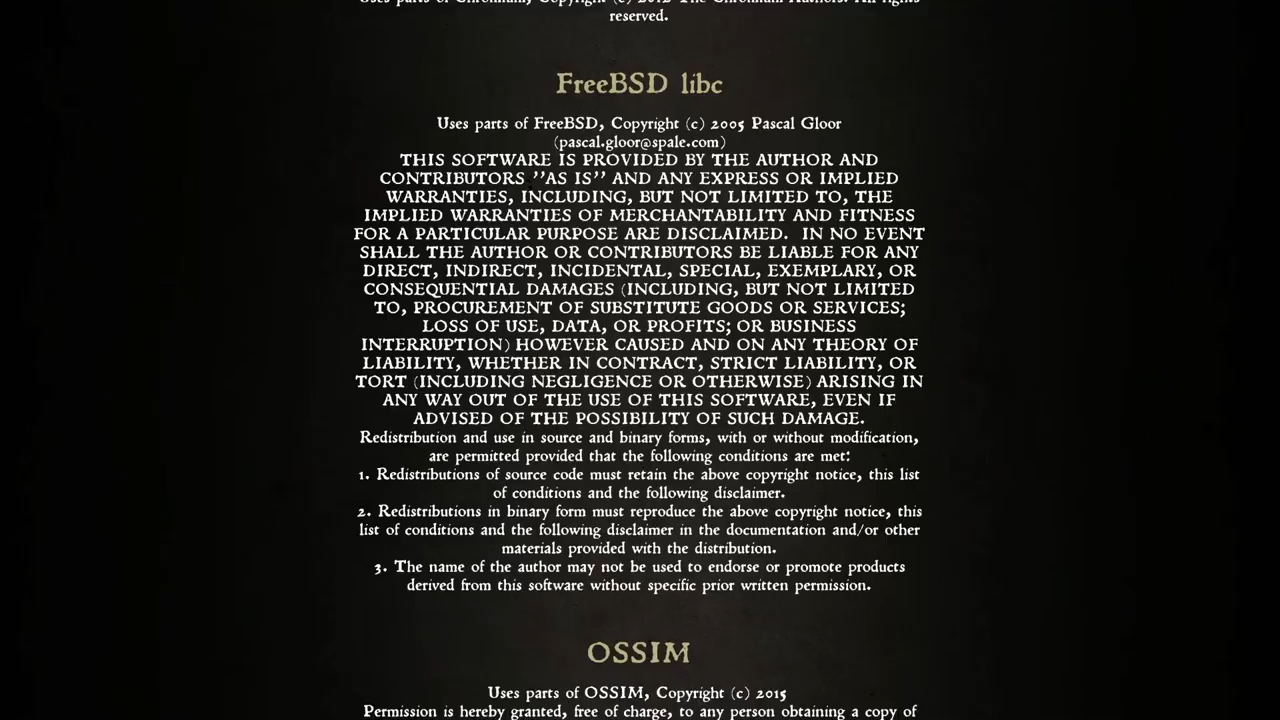 Uses parts of Chromium, Copyright (c) 2012 The Chromium Authors. All rights
reserved.
FreeBSD libc
Uses parts of FreeBSD, Copyright (c) 2005 Pascal Gloor
(pascal.gloor@spale.com)
THIS SOFTWARE IS PROVIDED BY THE AUTHOR AND
CONTRIBUTORS ''AS IS'' AND ANY EXPRESS OR IMPLIED
WARRANTIES, INCLUDING, BUT NOT LIMITED TO, THE
IMPLIED WARRANTIES OF MERCHANTABILITY AND FITNESS
FOR A PARTICULAR PURPOSE ARE DISCLAIMED.  IN NO EVENT
SHALL THE AUTHOR OR CONTRIBUTORS BE LIABLE FOR ANY
DIRECT, INDIRECT, INCIDENTAL, SPECIAL, EXEMPLARY, OR
CONSEQUENTIAL DAMAGES (INCLUDING, BUT NOT LIMITED
TO, PROCUREMENT OF SUBSTITUTE GOODS OR SERVICES;
LOSS OF USE, DATA, OR PROFITS; OR BUSINESS
INTERRUPTION) HOWEVER CAUSED AND ON ANY THEORY OF
LIABILITY, WHETHER IN CONTRACT, STRICT LIABILITY, OR
TORT (INCLUDING NEGLIGENCE OR OTHERWISE) ARISING IN
ANY WAY OUT OF THE USE OF THIS SOFTWARE, EVEN IF
ADVISED OF THE POSSIBILITY OF SUCH DAMAGE.
Redistribution and use in source and binary forms, with or without modification,
are permitted provided that the following conditions are met:
1. Redistributions of source code must retain the above copyright notice, this list
of conditions and the following disclaimer.
2. Redistributions in binary form must reproduce the above copyright notice, this
list of conditions and the following disclaimer in the documentation and/or other
materials provided with the distribution.
3. The name of the author may not be used to endorse or promote products
derived from this software without specific prior written permission.
OSSIM
Uses parts of OSSIM, Copyright (c) 2015
Permission is hereby granted, free of charge, to any person obtaining a copy of